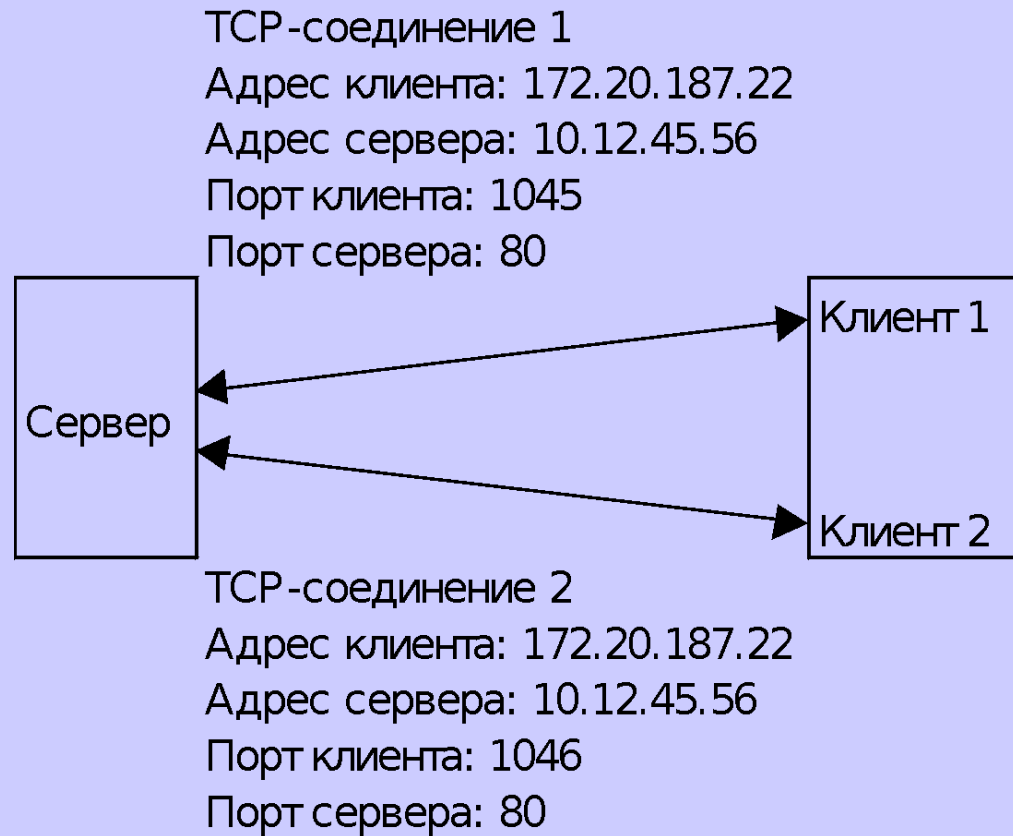 TCP-соединение 1
Адрес клиента: 172.20.187.22
Адрес сервера: 10.12.45.56
Порт клиента: 1045
Порт сервера: 80
Клиент 1
Сервер
Клиент 2
TCP-соединение 2
Адрес клиента: 172.20.187.22
Адрес сервера: 10.12.45.56
Порт клиента: 1046
Порт сервера: 80